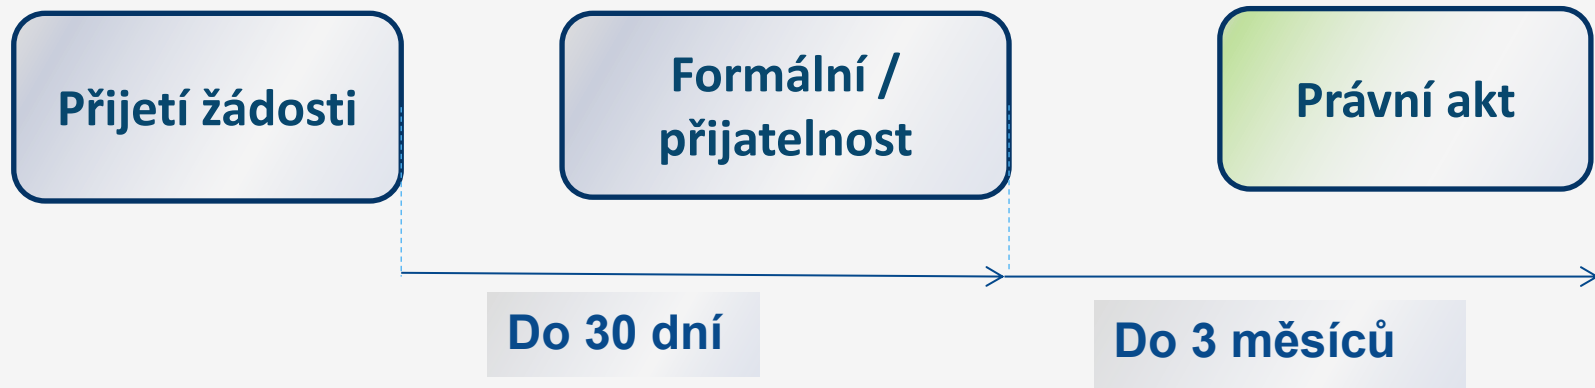 Přijetí žádosti
Formální /
přijatelnost
Právní akt
Do 30 dní
Do 3 měsíců